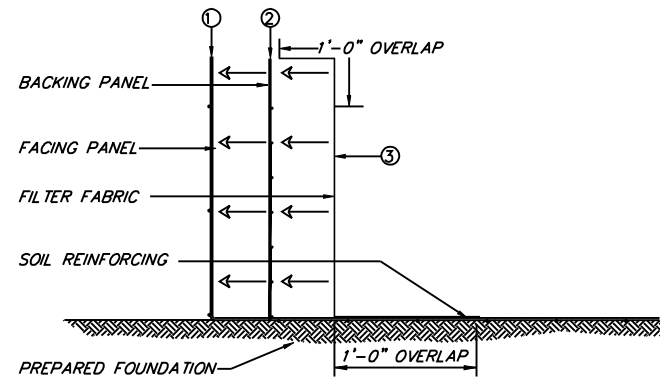 1 2
1'-0" OVERLAP
BACKING PANEL
FACING PANEL
3
FILTER FABRIC
SOIL REINFORCING
1'-0" OVERLAP
PREPARED FOUNDATION